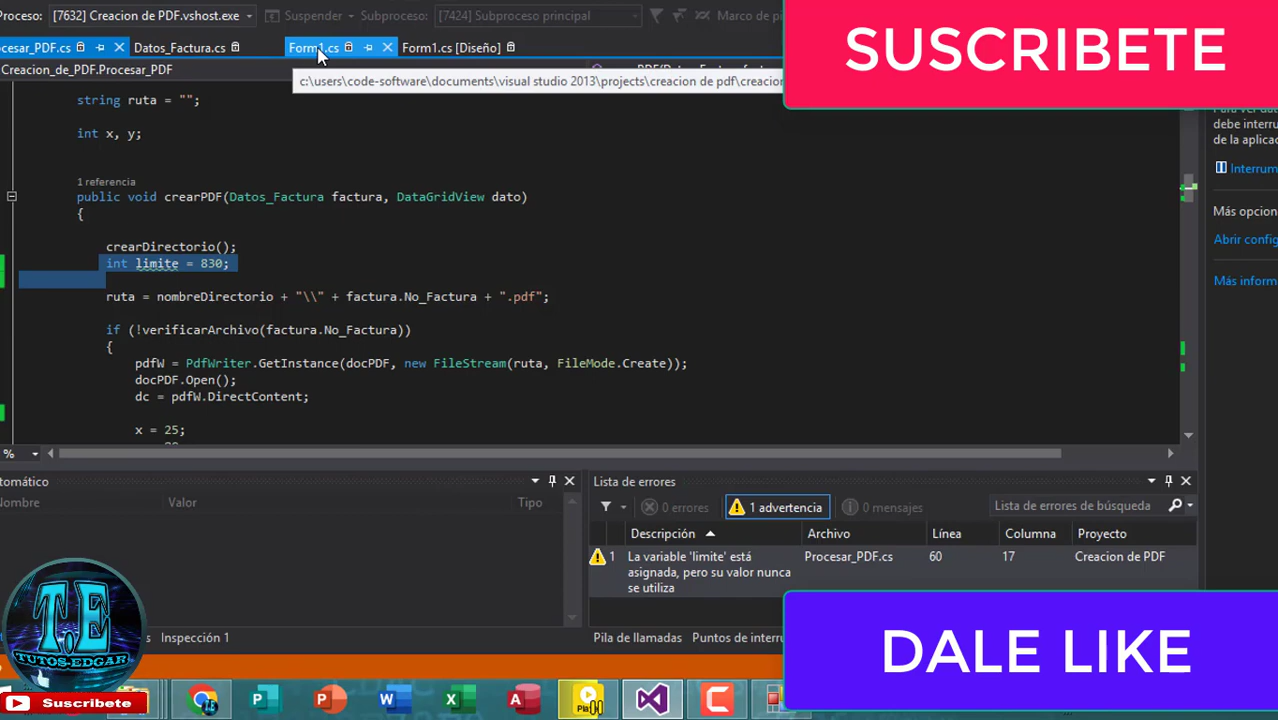 Proceso: [7632] Creacion de PDF.vshost.exe Suspender Subproceso: [7424] Subproceso principal Marco de
SUSCRIBETE
cesar_PDF.cs Datos_Factura.cs Form1.cs Form1.cs [Diseño]
Creacion_de_PDF.Procesar_PDF
c:\users\code-software\documents\visual studio 2013\projects\creacion de pdf\creacion
string ruta = "";
int x, y;
1 referencia
public void crearPDF(Datos_Factura factura, DataGridView dato)
{
crearDirectorio();
int limite = 830;
ruta = nombreDirectorio + "\\" + factura.No_Factura + ".pdf";
if (!verificarArchivo(factura.No_Factura))
{
pdfW = PdfWriter.GetInstance(docPDF, new FileStream(ruta, FileMode.Create));
docPDF.Open();
dc = pdfW.DirectContent;
x = 25;
debe interru
de la aplicac
Interrum
Más opcion
Abrir config
Más inform
%
tomático
ombre Valor Tipo
Lista de errores
0 errores 1 advertencia 0 mensajes Lista de errores de búsqueda
Descripción Archivo Línea Columna Proyecto
1 La variable 'limite' está asignada, pero su valor nunca se utiliza Procesar_PDF.cs 60 17 Creacion de PDF
s Inspección 1
Pila de llamadas Puntos de interru
DALE LIKE
T.E
TUTOS-EDGAR
Suscribete